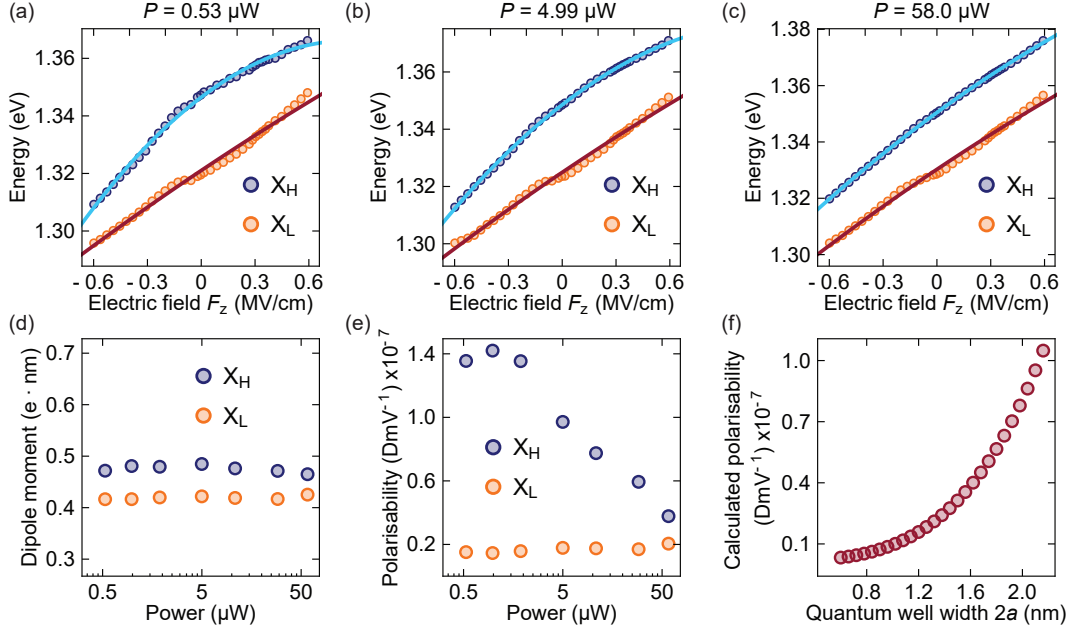 (a) P = 0.53 µW
Energy (eV)
1.36
1.34
1.32
1.30
X_H
X_L
- 0.6 - 0.3 0 0.3 0.6
Electric field F_z (MV/cm)
(b) P = 4.99 µW
Energy (eV)
1.36
1.34
1.32
1.30
X_H
X_L
- 0.6 - 0.3 0 0.3 0.6
Electric field F_z (MV/cm)
(c) P = 58.0 µW
Energy (eV)
1.38
1.36
1.34
1.32
1.30
X_H
X_L
- 0.6 - 0.3 0 0.3 0.6
Electric field F_z (MV/cm)
(d)
Dipole moment (e · nm)
0.7
0.6
0.5
0.4
0.3
X_H
X_L
0.5 5 50
Power (µW)
(e)
Polarisability (DmV⁻¹) x10⁻⁷
1.4
1.0
0.6
0.2
X_H
X_L
0.5 5 50
Power (µW)
(f)
Calculated polarisability
(DmV⁻¹) x10⁻⁷
1.0
0.7
0.4
0.1
0.8 1.2 1.6 2.0
Quantum well width 2a (nm)